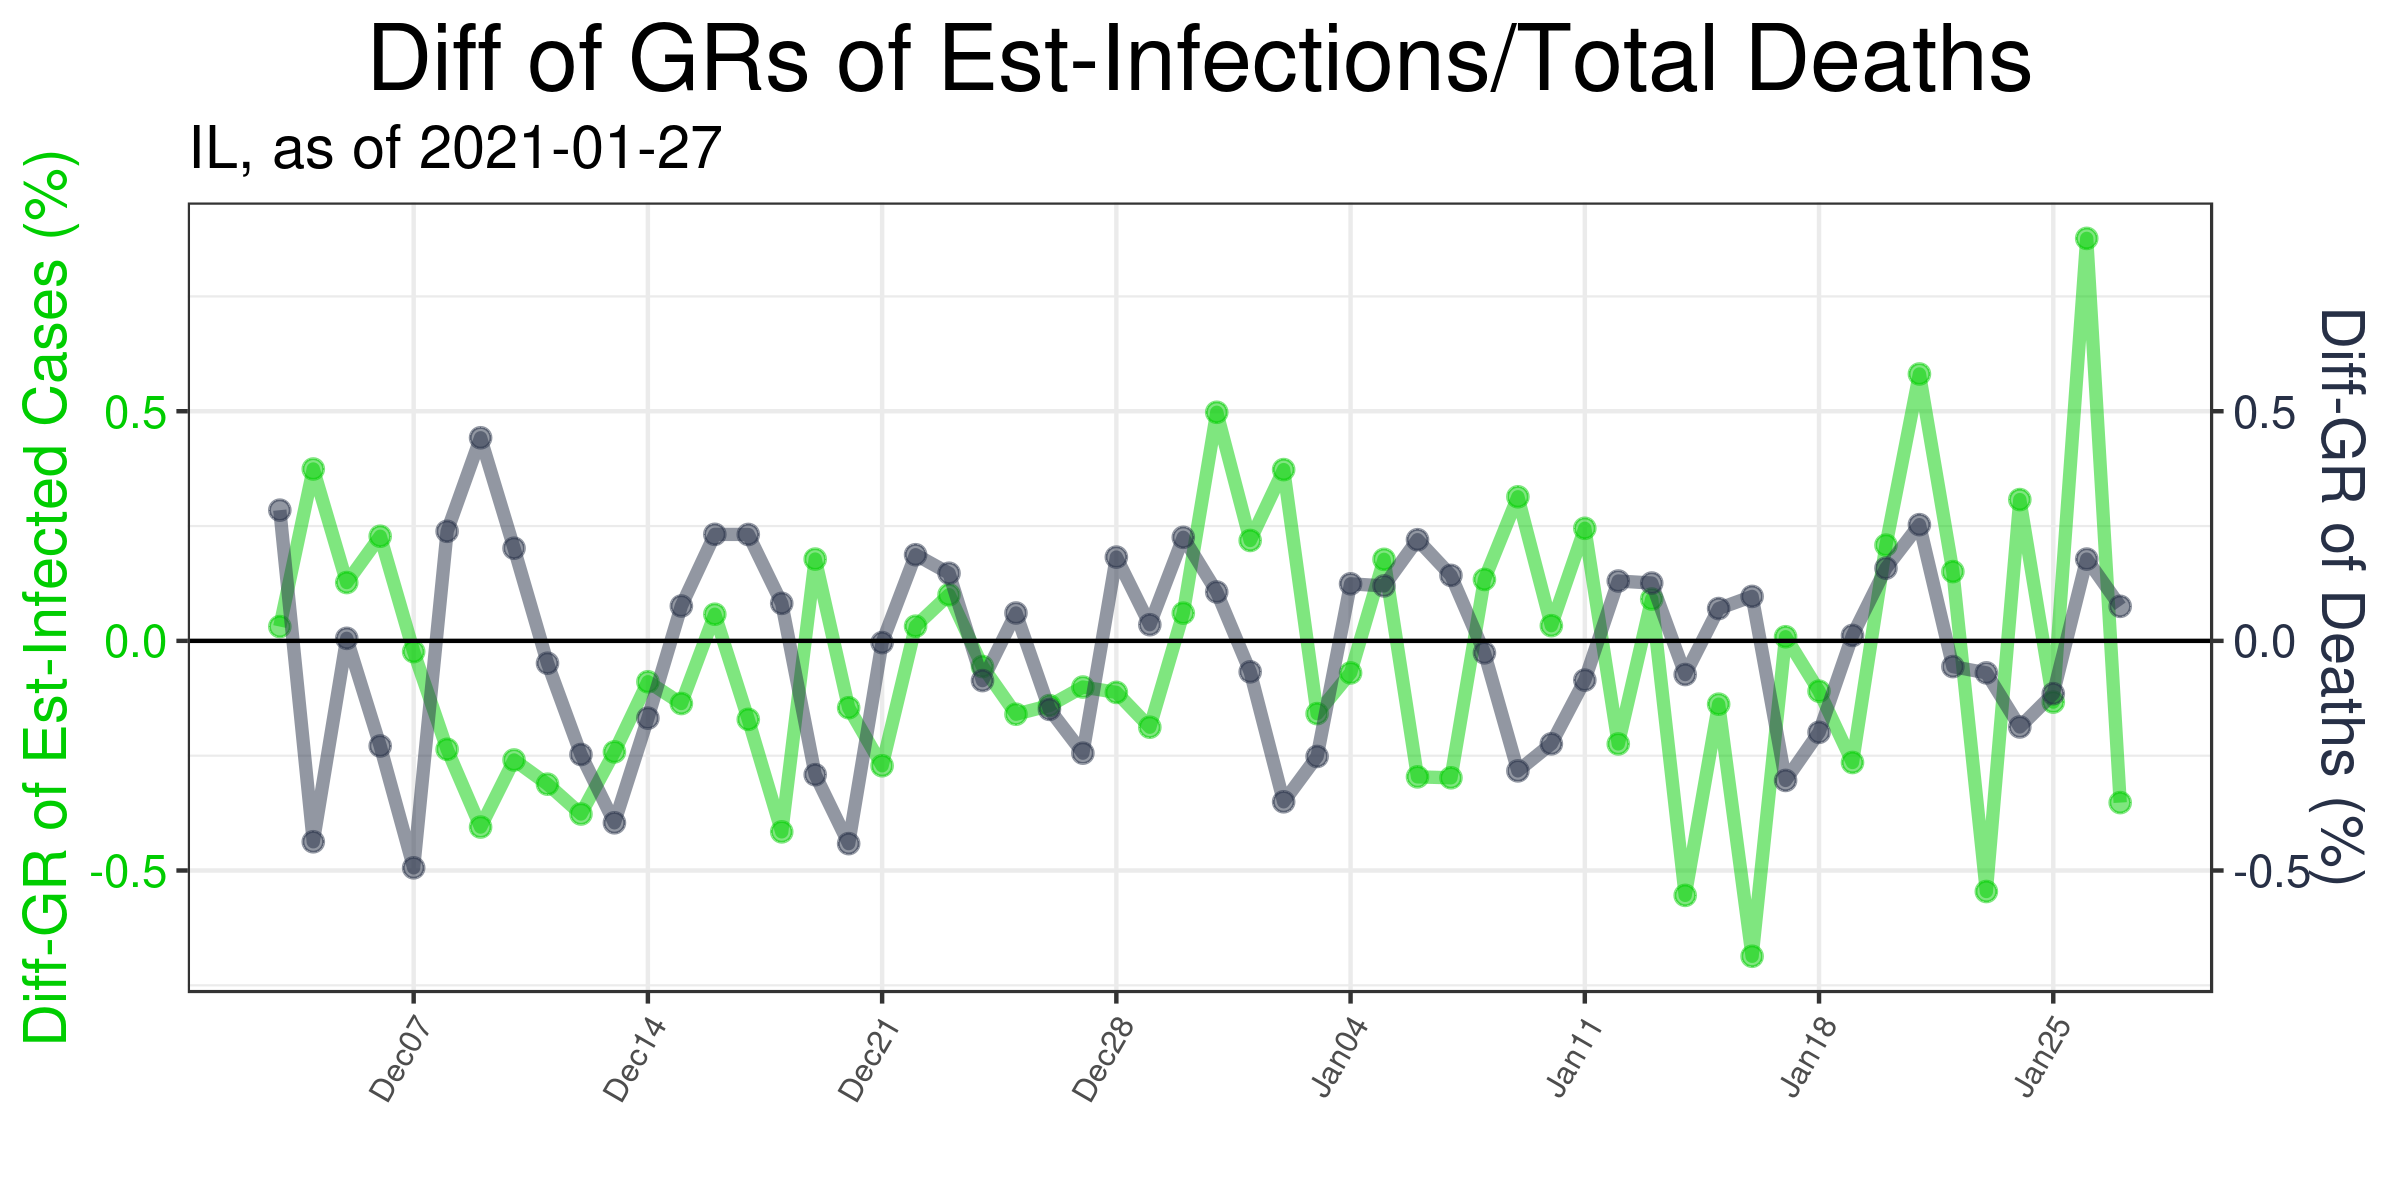 Diff of GRs of Est-Infections/Total Deaths
IL, as of 2021-01-27
Diff-GR of Est-Infected Cases (%)
0.5
0.0
-0.5
0.5
0.0
-0.5
Diff-GR of Deaths (%)
Dec07
Dec14
Dec21
Dec28
Jan04
Jan11
Jan18
Jan25